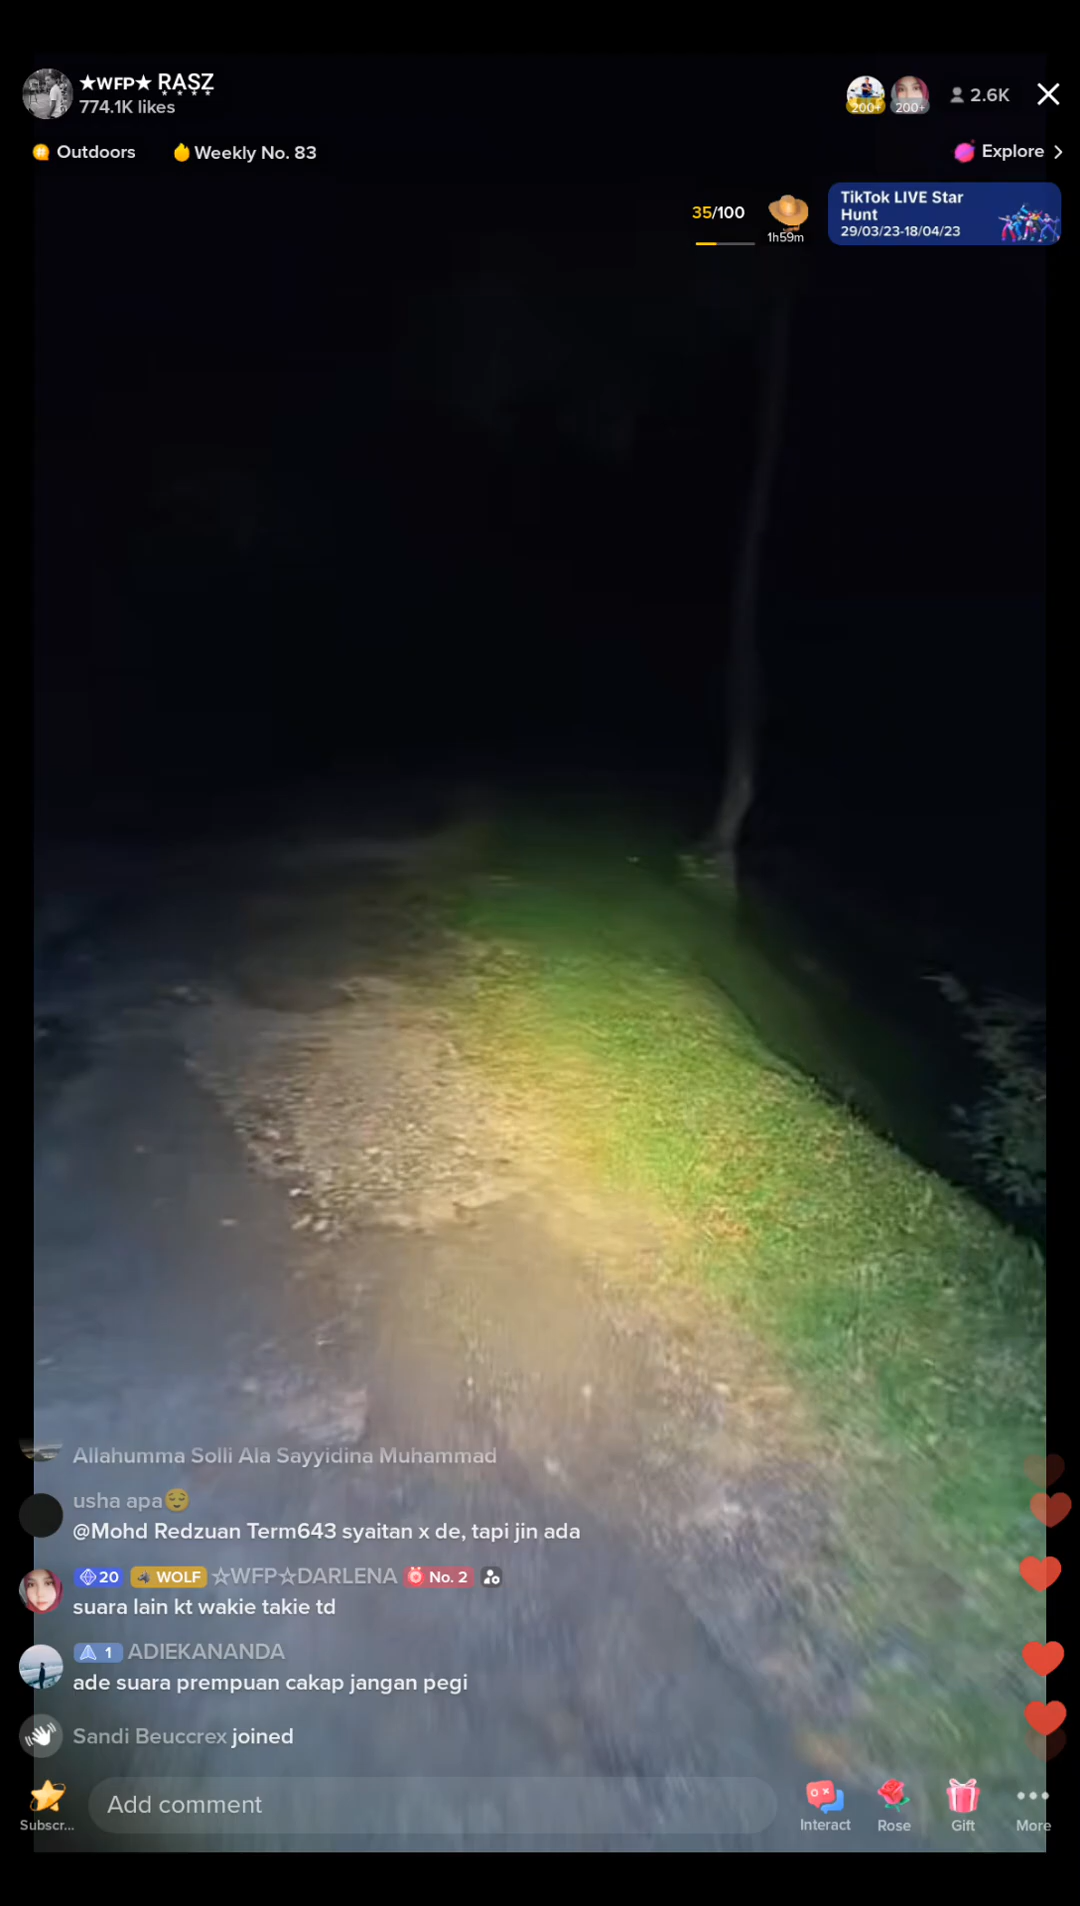 ★WFP★ RASZ
774.1K likes
200+
200+
2.6K
Outdoors
Weekly No. 83
Explore
35/100
1h59m
TikTok LIVE Star
Hunt
29/03/23-18/04/23
Allahumma Solli Ala Sayyidina Muhammad
usha apa😌
@Mohd Redzuan Term643 syaitan x de, tapi jin ada
20 WOLF ☆WFP☆DARLENA No. 2
suara lain kt wakie takie td
1 ADIEKANANDA
ade suara prempuan cakap jangan pegi
Sandi Beuccrex joined
Subscr...
Add comment
Interact
Rose
Gift
More